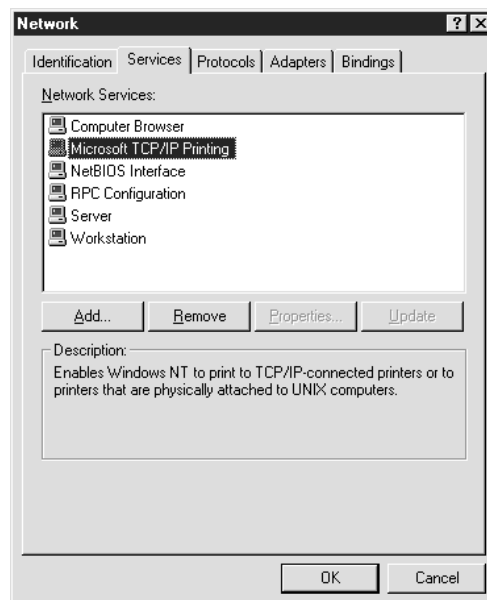 Network
Identification Services Protocols Adapters Bindings
Network Services:
Computer Browser
Microsoft TCP/IP Printing
NetBIOS Interface
RPC Configuration
Server
Workstation
Add... Remove Properties... Update
Description:
Enables Windows NT to print to TCP/IP-connected printers or to
printers that are physically attached to UNIX computers.
OK Cancel